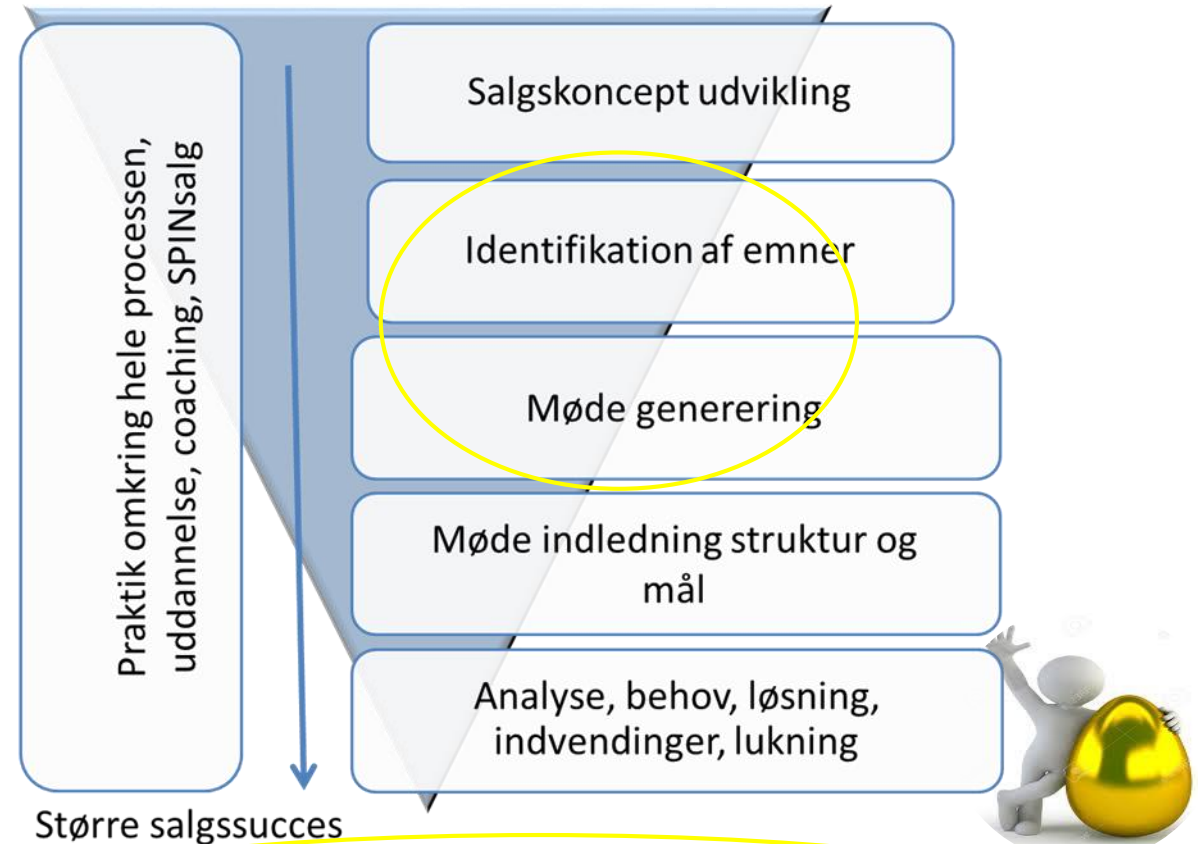 Praktik omkring hele processen,
uddannelse, coaching, SPINsalg
Salgskoncept udvikling
Identifikation af emner
Møde generering
Møde indledning struktur og
mål
Analyse, behov, løsning,
indvendinger, lukning
Større salgssucces